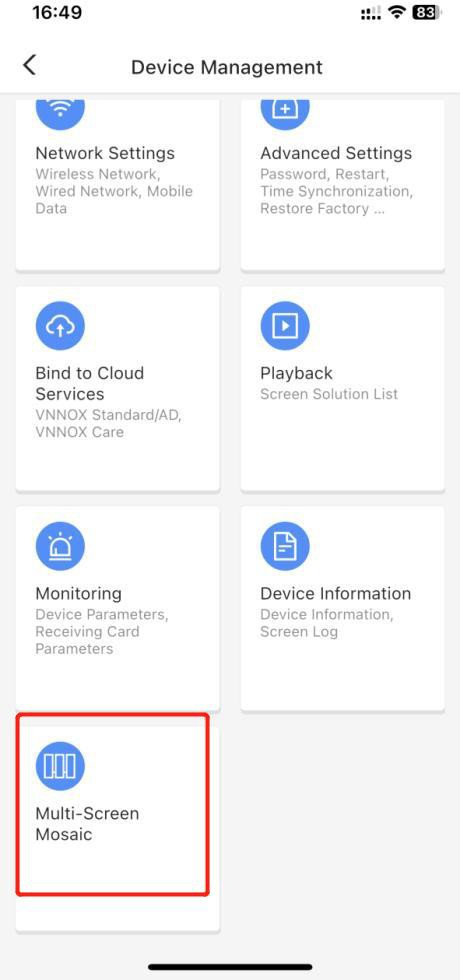 16:49
83
Device Management
Network Settings
Wireless Network,
Wired Network, Mobile
Data
Advanced Settings
Password, Restart,
Time Synchronization,
Restore Factory ...
Bind to Cloud
Services
VNNOX Standard/AD,
VNNOX Care
Playback
Screen Solution List
Monitoring
Device Parameters,
Receiving Card
Parameters
Device Information
Device Information,
Screen Log
Multi-Screen
Mosaic